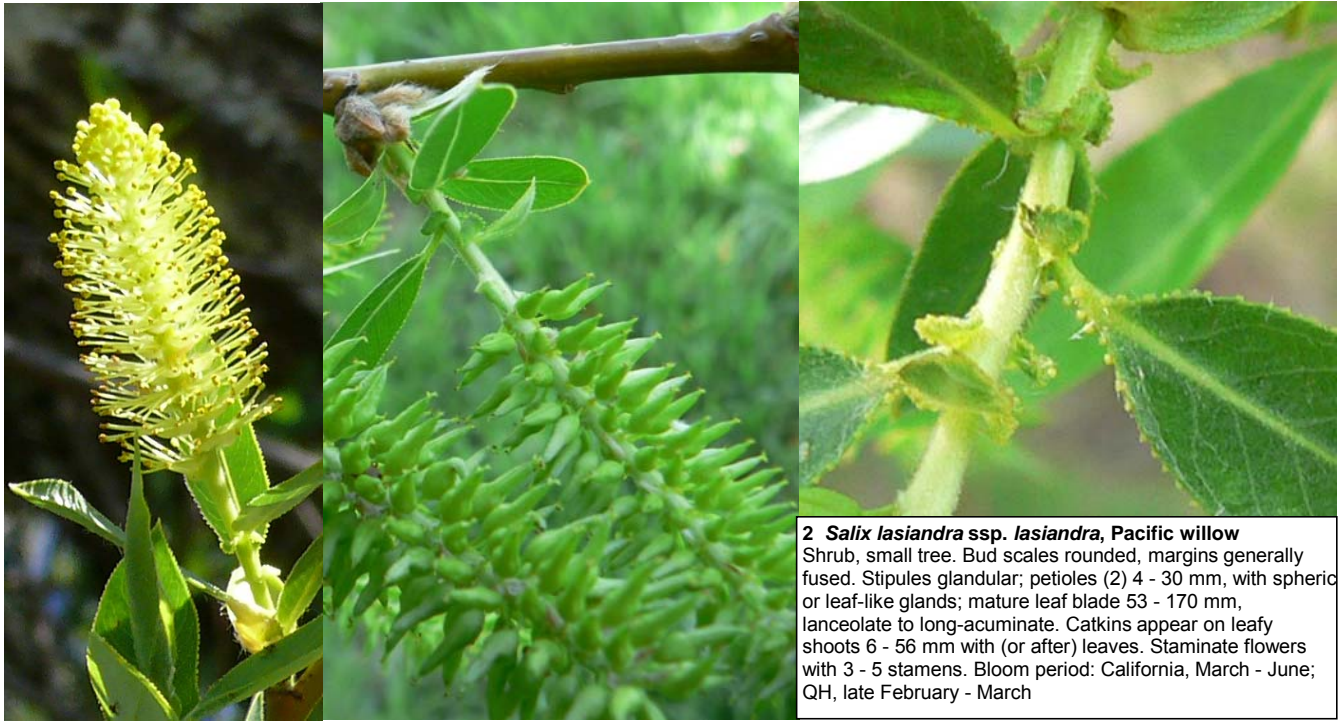 2 Salix lasiandra ssp. lasiandra, Pacific willow
Shrub, small tree. Bud scales rounded, margins generally
fused. Stipules glandular; petioles (2) 4 - 30 mm, with spheric
or leaf-like glands; mature leaf blade 53 - 170 mm,
lanceolate to long-acuminate. Catkins appear on leafy
shoots 6 - 56 mm with (or after) leaves. Staminate flowers
with 3 - 5 stamens. Bloom period: California, March - June;
QH, late February - March